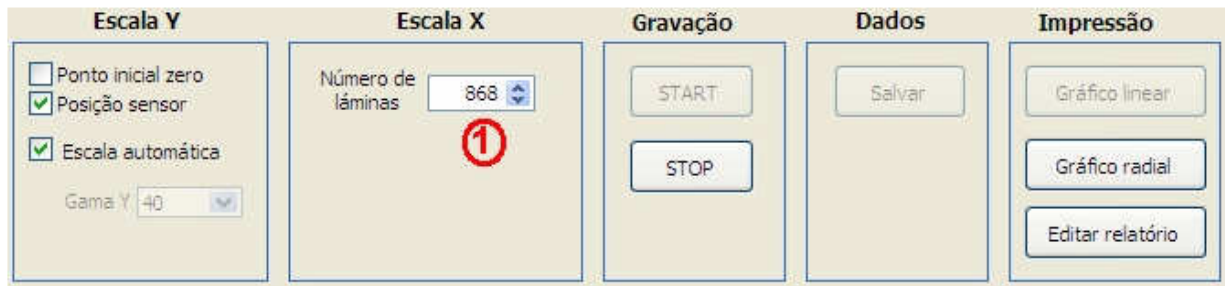 Escala Y
Ponto inicial zero
Posição sensor
Escala automática
Gama Y 40
Escala X
Número de
láminas
868
1
Gravação
START
STOP
Dados
Salvar
Impressão
Gráfico linear
Gráfico radial
Editar relatório